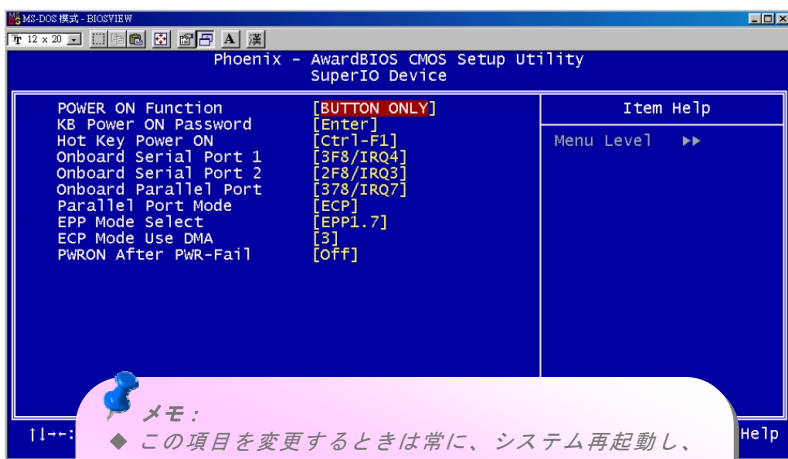 MS-DOS 模式 - BIOSVIEW
12 x 20 A 漢
Phoenix - AwardBIOS CMOS Setup Utility
SuperIO Device
POWER ON Function [BUTTON ONLY]
KB Power ON Password [Enter]
Hot Key Power ON [Ctrl-F1]
Onboard Serial Port 1 [3F8/IRQ4]
Onboard Serial Port 2 [2F8/IRQ3]
Onboard Parallel Port [378/IRQ7]
Parallel Port Mode [ECP]
EPP Mode Select [EPP1.7]
ECP Mode Use DMA [3]
PWRON After PWR-Fail [Off]
Item Help
Menu Level ▶▶
メモ :
◆ この項目を変更するときは常に、システム再起動し、
↑↓→←: Help